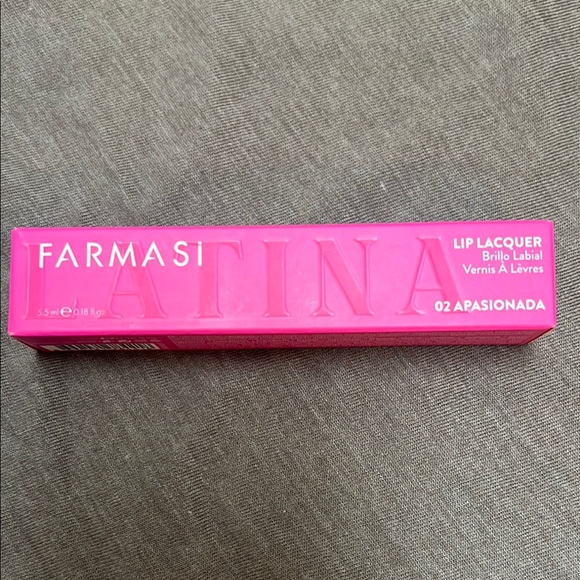 FARMASi
LATINA
5.5 ml e 0.18 fl oz
LIP LACQUER
Brillo Labial
Vernis À Lèvres
02 APASIONADA